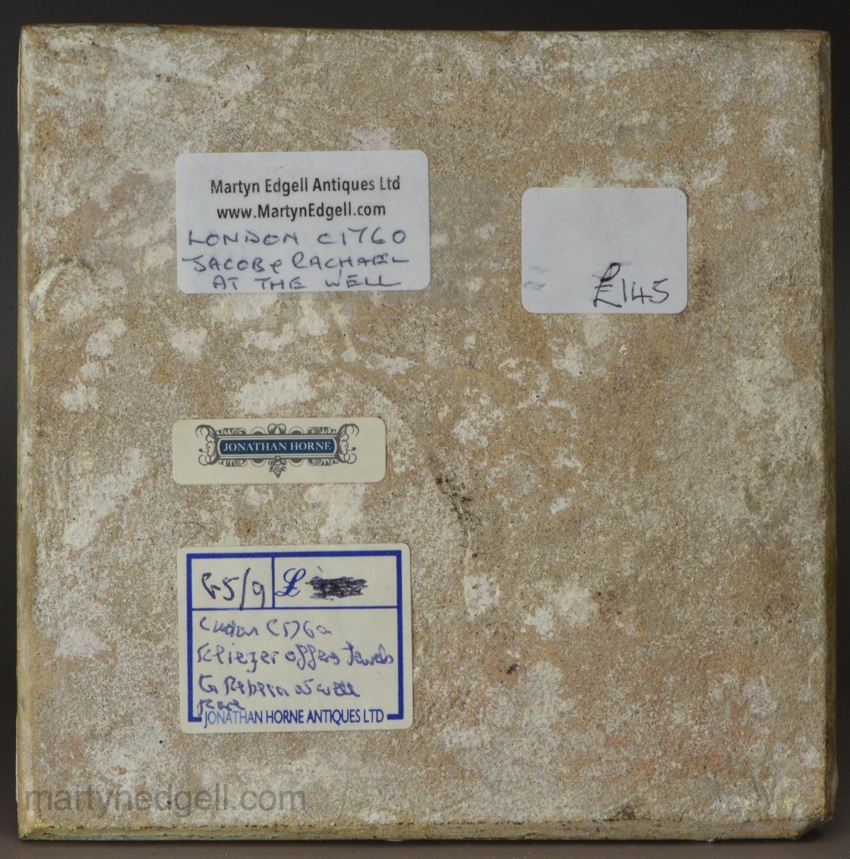 Martyn Edgell Antiques Ltd
www.MartynEdgell.com
LONDON C1760
JACOB & RACHAEL
AT THE WELL
£145
JONATHAN HORNE
G5/9 £
London C1760
Eliezer offers Jewels
to Rebecca at well
Rare
JONATHAN HORNE ANTIQUES LTD
martynedgell.com